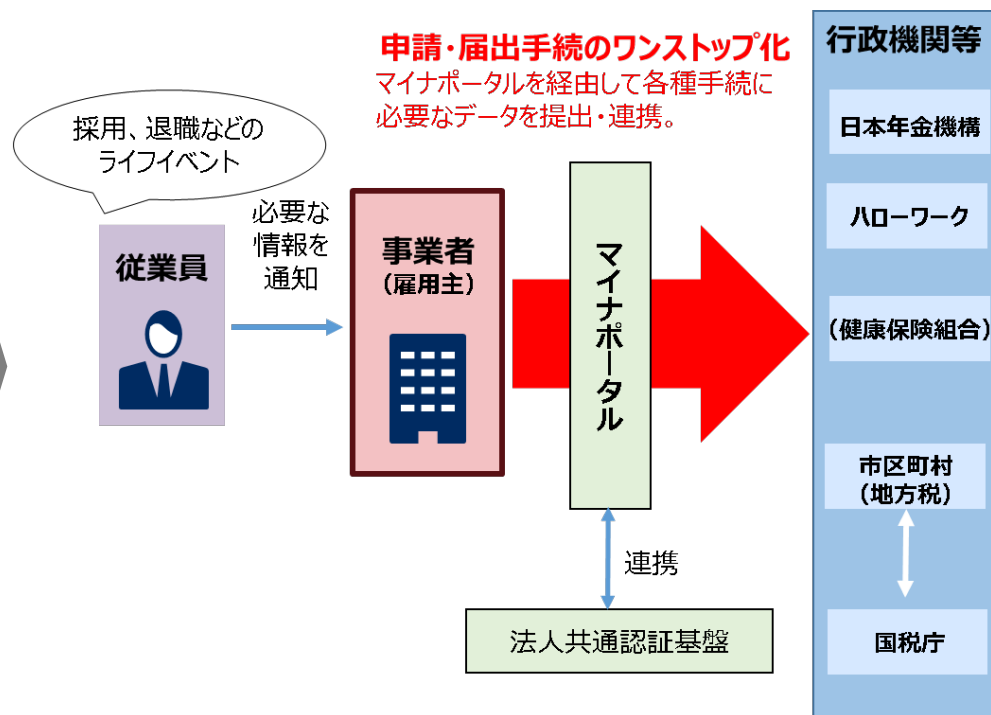 申請・届出手続のワンストップ化
マイナポータルを経由して各種手続に
必要なデータを提出・連携。
採用、退職などの
ライフイベント
従業員
必要な
情報を
通知
事業者
(雇用主)
マイナポータル
連携
法人共通認証基盤
行政機関等
日本年金機構
ハローワーク
(健康保険組合)
市区町村
(地方税)
国税庁